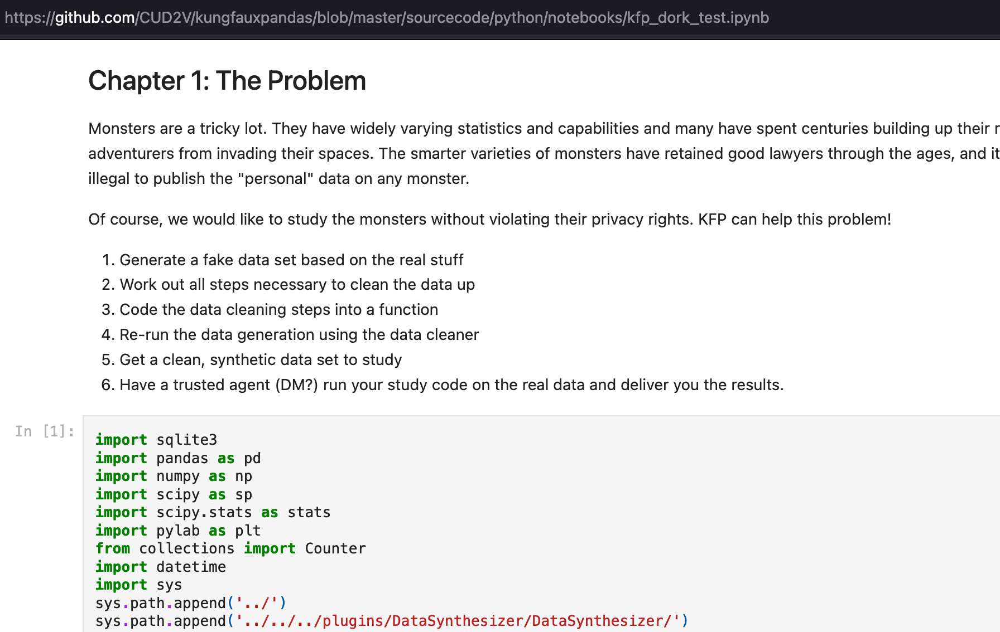 https://github.com/CUD2V/kungfauxpandas/blob/master/sourcecode/python/notebooks/kfp_dork_test.ipynb
Chapter 1: The Problem
Monsters are a tricky lot. They have widely varying statistics and capabilities and many have spent centuries building up their
adventurers from invading their spaces. The smarter varieties of monsters have retained good lawyers through the ages, and it
illegal to publish the "personal" data on any monster.
Of course, we would like to study the monsters without violating their privacy rights. KFP can help this problem!
1. Generate a fake data set based on the real stuff
2. Work out all steps necessary to clean the data up
3. Code the data cleaning steps into a function
4. Re-run the data generation using the data cleaner
5. Get a clean, synthetic data set to study
6. Have a trusted agent (DM?) run your study code on the real data and deliver you the results.
In [1]:
import sqlite3
import pandas as pd
import numpy as np
import scipy as sp
import scipy.stats as stats
import pylab as plt
from collections import Counter
import datetime
import sys
sys.path.append('../')
sys.path.append('../../../plugins/DataSynthesizer/DataSynthesizer/')